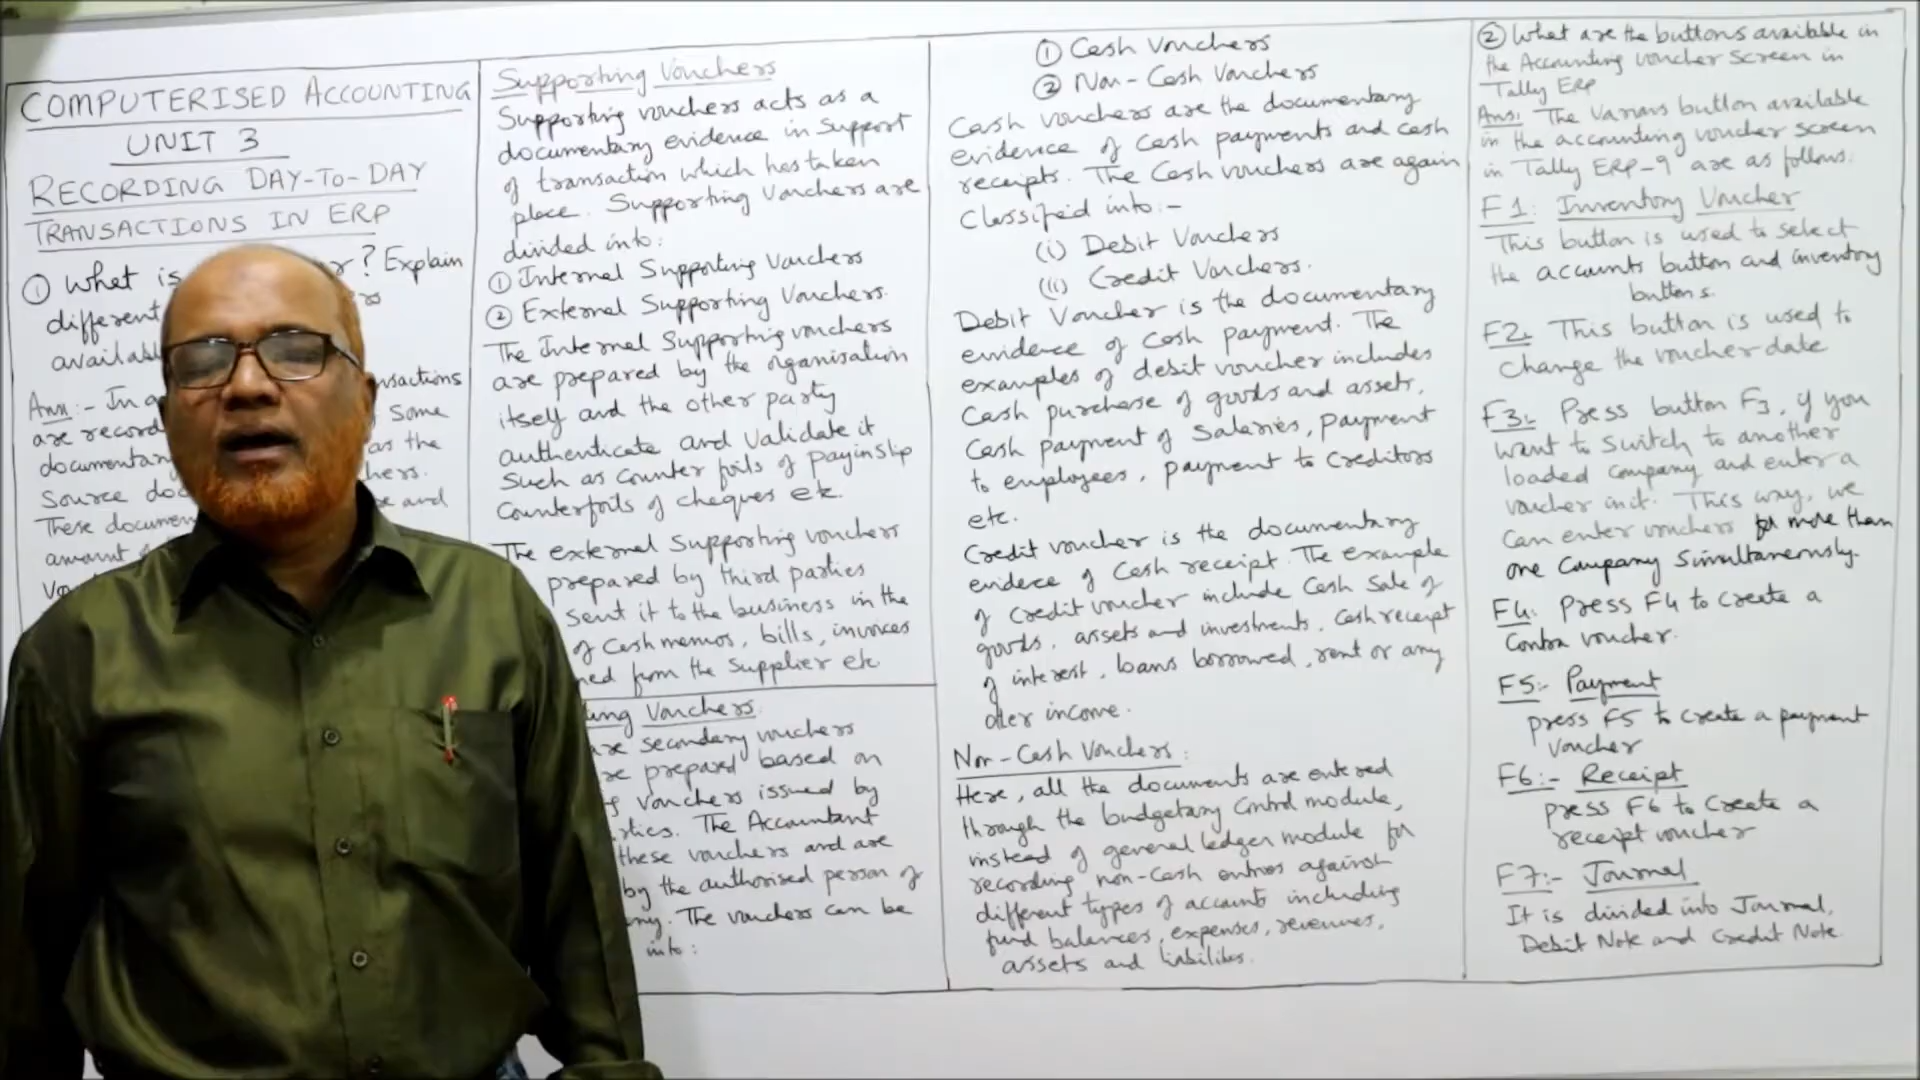 COMPUTERISED ACCOUNTING
UNIT 3
RECORDING DAY-TO-DAY
TRANSACTIONS IN ERP
① What is ? Explain
different
availabl
Ans:- In
are record
documentary some
as the
Source doc
These documen and
amount
Supporting Vouchers
Supporting vouchers acts as a
documentary evidence in support
of transaction which has taken
place. Supporting Vouchers are
divided into:
① Internal Supporting Vouchers
② External Supporting Vouchers.
The Internal Supporting vouchers
are prepared by the organisation
itself and the other party
authenticate and validate it
Such as counter foils of payinslip
Counterfoils of cheques etc.
The external Supporting vouchers
prepared by third parties
sent it to the business in the
of Cash memos, bills, invoices
from the Supplier etc
Vouchers
are secondary vouchers
prepared based on
vouchers issued by
The Accountant
these vouchers and are
by the authorised person of
The vouchers can be
into:
① Cash Vouchers
② Non-Cash Vouchers
Cash vouchers are the documentary
evidence of Cash payments and cash
receipts. The Cash vouchers are again
Classified into:-
(i) Debit Vouchers
(ii) Credit Vouchers.
Debit Voucher is the documentary
evidence of Cash payment. The
examples of debit voucher includes
Cash purchase of goods and assets,
Cash payment of Salaries, payment
to employees, payment to Creditors
etc.
Credit voucher is the documentary
evidece of Cash receipt. The example
of Credit voucher include Cash Sale of
goods, assets and investments, Cash receipt
of interest, loans borrowed, rent or any
other income.
Non-Cash Vouchers:
Here, all the documents are entered
through the budgetary Control module,
instead of general ledger module for
recording non-Cash entries against
different types of accounts including
fund balances, expenses, revenues,
assets and liabilities.
② What are the buttons available in
the Accounting voucher Screen in
Tally ERP
Ans: The Various button available
in the accounting voucher screen
in Tally ERP-9 are as follows:
F1: Inventory Voucher
This button is used to select
the accounts button and inventory
buttons.
F2: This button is used to
change the voucher date
F3:- Press button F3, if you
want to switch to another
loaded company and enter a
voucher in it. This way, we
can enter vouchers for more than
one Company Simultaneously.
F4: Press F4 to Create a
Contra voucher.
F5:- Payment
press F5 to create a payment
voucher
F6:- Receipt
press F6 to Create a
receipt voucher
F7:- Journal
It is divided into Journal,
Debit Note and Credit Note.